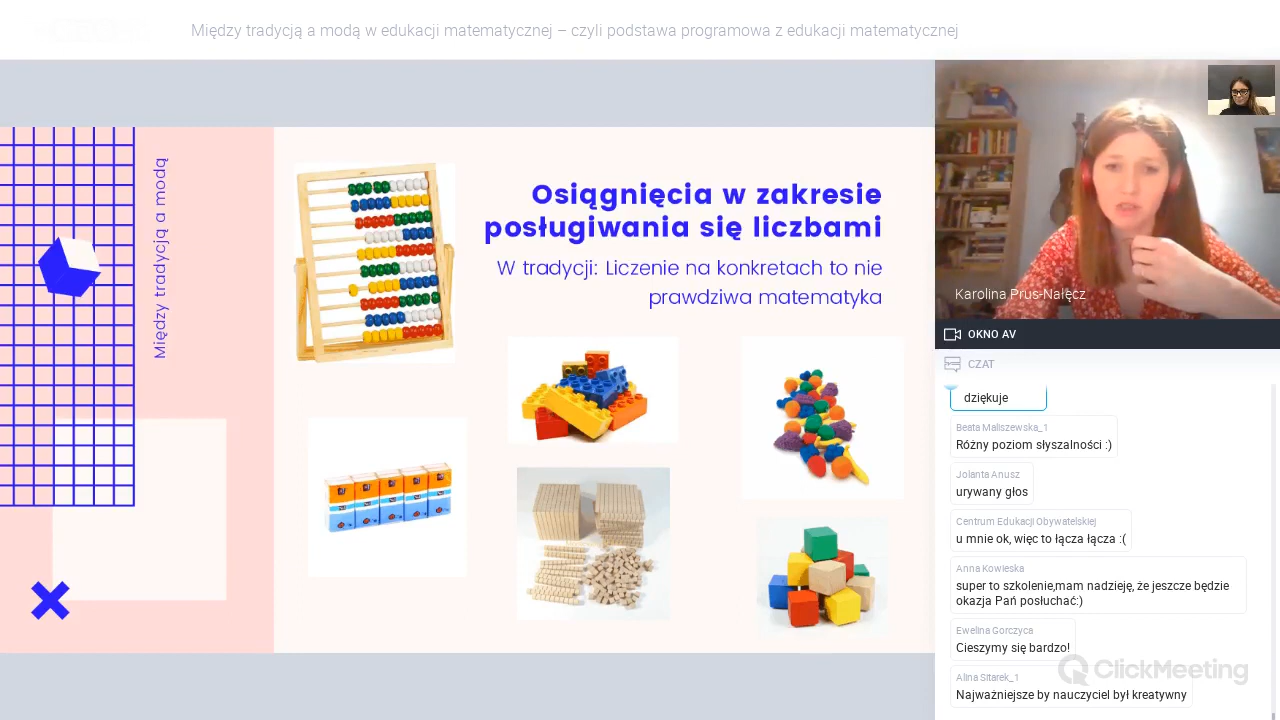 Między tradycją a modą w edukacji matematycznej – czyli podstawa programowa z edukacji matematycznej
Między tradycją a modą
Osiągnięcia w zakresie
posługiwania się liczbami
W tradycji: Liczenie na konkretach to nie
prawdziwa matematyka
Karolina Prus-Nałęcz
OKNO AV
CZAT
dziękuje
Beata Maliszewska_1
Różny poziom słyszalności :)
Jolanta Anusz
urywany głos
Centrum Edukacji Obywatelskiej
u mnie ok, więc to łącza łącza :(
Anna Kowieska
super to szkolenie,mam nadzieję, że jeszcze będzie
okazja Pań posłuchać:)
Ewelina Gorczyca
Cieszymy się bardzo!
Alina Sitarek_1
Najważniejsze by nauczyciel był kreatywny
ClickMeeting